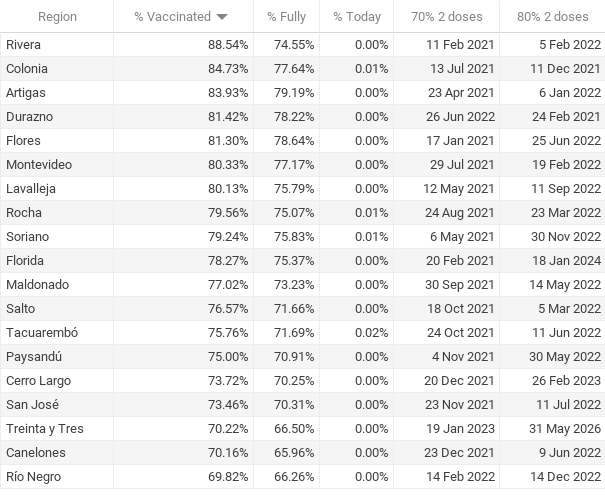 Region % Vaccinated % Fully % Today 70% 2 doses 80% 2 doses
Rivera 88.54% 74.55% 0.00% 11 Feb 2021 5 Feb 2022
Colonia 84.73% 77.64% 0.01% 13 Jul 2021 11 Dec 2021
Artigas 83.93% 79.19% 0.00% 23 Apr 2021 6 Jan 2022
Durazno 81.42% 78.22% 0.00% 26 Jun 2022 24 Feb 2021
Flores 81.30% 78.64% 0.00% 17 Jan 2021 25 Jun 2022
Montevideo 80.33% 77.17% 0.00% 29 Jul 2021 19 Feb 2022
Lavalleja 80.13% 75.79% 0.00% 12 May 2021 11 Sep 2022
Rocha 79.56% 75.07% 0.01% 24 Aug 2021 23 Mar 2022
Soriano 79.24% 75.83% 0.01% 6 May 2021 30 Nov 2022
Florida 78.27% 75.37% 0.00% 20 Feb 2021 18 Jan 2024
Maldonado 77.02% 73.23% 0.00% 30 Sep 2021 14 May 2022
Salto 76.57% 71.66% 0.00% 18 Oct 2021 5 Mar 2022
Tacuarembó 75.76% 71.69% 0.02% 24 Oct 2021 11 Jun 2022
Paysandú 75.00% 70.91% 0.00% 4 Nov 2021 30 May 2022
Cerro Largo 73.72% 70.25% 0.00% 20 Dec 2021 26 Feb 2023
San José 73.46% 70.31% 0.00% 23 Nov 2021 11 Jul 2022
Treinta y Tres 70.22% 66.50% 0.00% 19 Jan 2023 31 May 2026
Canelones 70.16% 65.96% 0.00% 23 Dec 2021 9 Jun 2022
Río Negro 69.82% 66.26% 0.00% 14 Feb 2022 14 Dec 2022